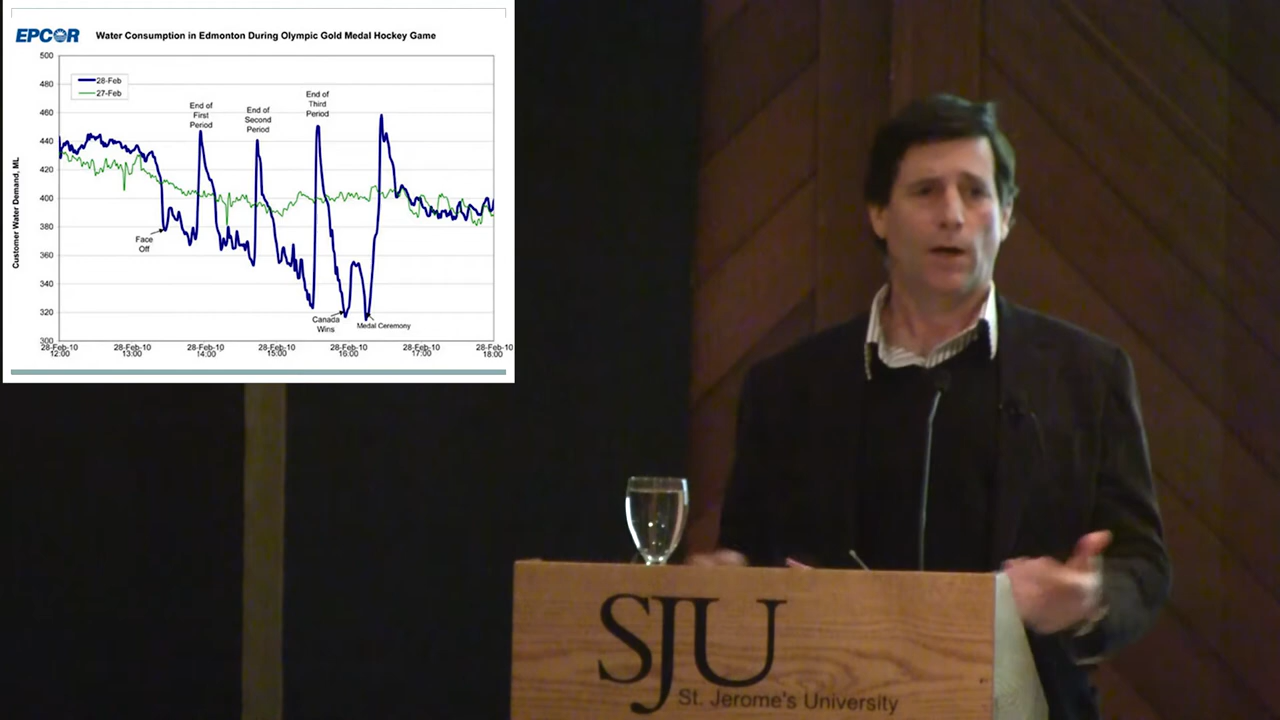 EPCOR
Water Consumption in Edmonton During Olympic Gold Medal Hockey Game
500
480
460
440
420
400
380
360
340
320
300
Customer Water Demand, ML
28-Feb
27-Feb
End of
First
Period
End of
Second
Period
End of
Third
Period
Face
Off
Canada
Wins
Medal Ceremony
28-Feb-10
12:00
28-Feb-10
13:00
28-Feb-10
14:00
28-Feb-10
15:00
28-Feb-10
16:00
28-Feb-10
17:00
28-Feb-10
18:00
SJU
St. Jerome's University